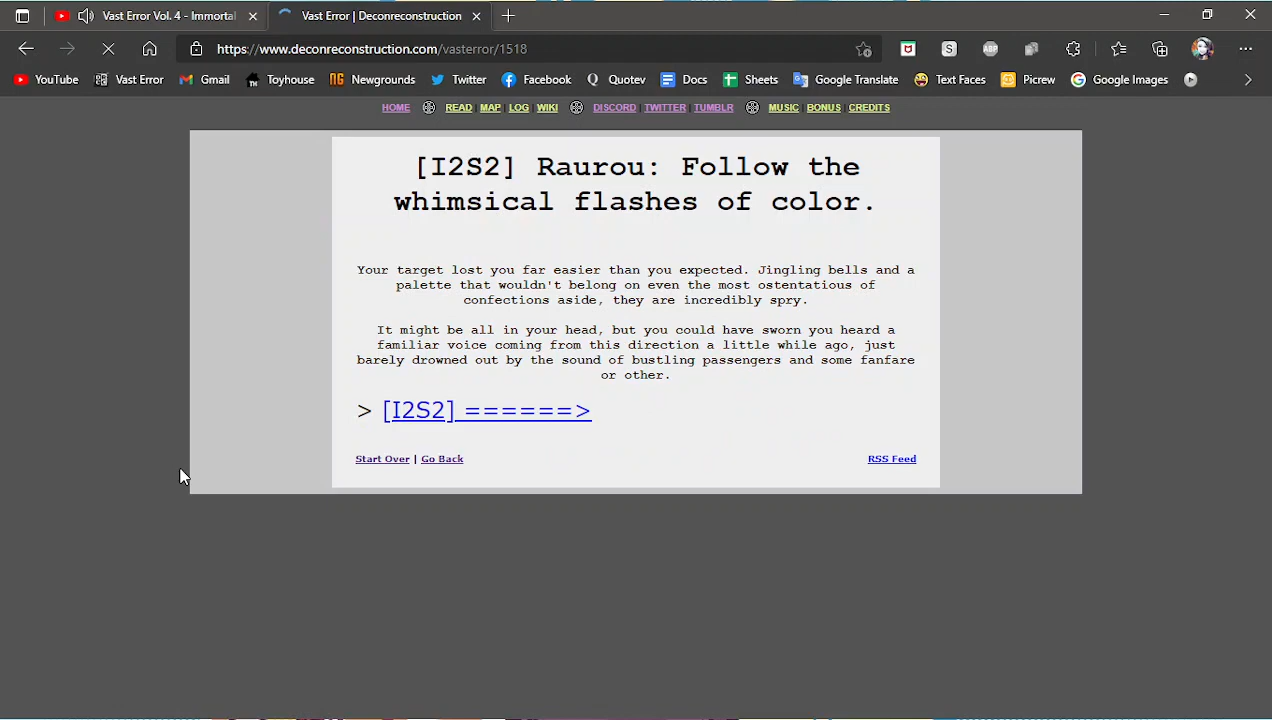 Vast Error Vol. 4 - Immortal
Vast Error | Deconreconstruction
https://www.deconreconstruction.com/vasterror/1518
S
ABP
YouTube
Vast Error
Gmail
TH Toyhouse
NG Newgrounds
Twitter
Facebook
Q Quotev
Docs
Sheets
Google Translate
Text Faces
Picrew
G Google Images
HOME READ | MAP | LOG | WIKI DISCORD | TWITTER | TUMBLR MUSIC | BONUS | CREDITS
[I2S2] Raurou: Follow the
whimsical flashes of color.
Your target lost you far easier than you expected. Jingling bells and a
palette that wouldn't belong on even the most ostentatious of
confections aside, they are incredibly spry.
It might be all in your head, but you could have sworn you heard a
familiar voice coming from this direction a little while ago, just
barely drowned out by the sound of bustling passengers and some fanfare
or other.
> [I2S2] ======>
Start Over | Go Back
RSS Feed